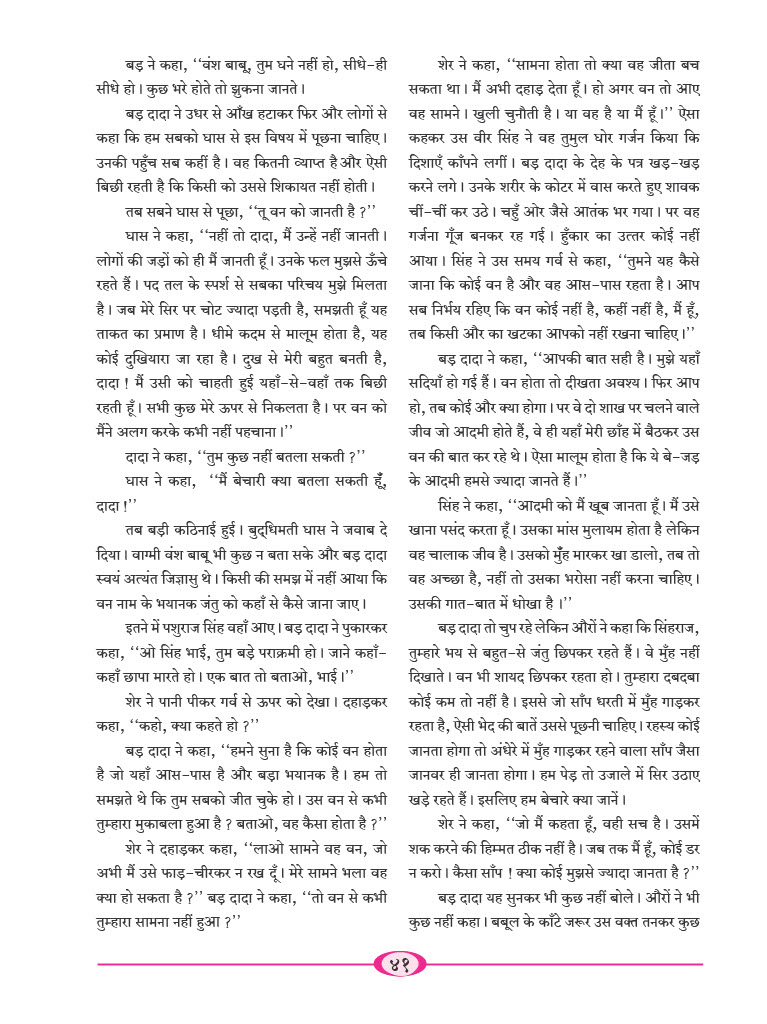 बड़ ने कहा, ‘‘वंश बाबू, तुम घने नहीं हो, सीधे-ही
सीधे हो। कुछ भरे होते तो झुकना जानते।
बड़ दादा ने उधर से आँख हटाकर फिर और लोगों से
कहा कि हम सबको घास से इस विषय में पूछना चाहिए।
उनकी पहुँच सब कहीं है। वह कितनी व्याप्त है और ऐसी
बिछी रहती है कि किसी को उससे शिकायत नहीं होती।
तब सबने घास से पूछा, ‘‘तू वन को जानती है ?’’
घास ने कहा, ‘‘नहीं तो दादा, मैं उन्हें नहीं जानती।
लोगों की जड़ों को ही मैं जानती हूँ। उनके फल मुझसे ऊँचे
रहते हैं। पद तल के स्पर्श से सबका परिचय मुझे मिलता
है। जब मेरे सिर पर चोट ज्यादा पड़ती है, समझती हूँ यह
ताकत का प्रमाण है। धीमे कदम से मालूम होता है, यह
कोई दुखियारा जा रहा है। दुख से मेरी बहुत बनती है,
दादा ! मैं उसी को चाहती हुई यहाँ-से-वहाँ तक बिछी
रहती हूँ। सभी कुछ मेरे ऊपर से निकलता है। पर वन को
मैंने अलग करके कभी नहीं पहचाना।’’
दादा ने कहा, ‘‘तुम कुछ नहीं बतला सकती ?’’
घास ने कहा, ‘‘मैं बेचारी क्या बतला सकती हूँ,
दादा !’’
तब बड़ी कठिनाई हुई। बुद्धिमती घास ने जवाब दे
दिया। वाग्मी वंश बाबू भी कुछ न बता सके और बड़ दादा
स्वयं अत्यंत जिज्ञासु थे। किसी की समझ में नहीं आया कि
वन नाम के भयानक जंतु को कहाँ से कैसे जाना जाए।
इतने में पशुराज सिंह वहाँ आए। बड़ दादा ने पुकारकर
कहा, ‘‘ओ सिंह भाई, तुम बड़े पराक्रमी हो। जाने कहाँ-
कहाँ छापा मारते हो। एक बात तो बताओ, भाई।’’
शेर ने पानी पीकर गर्व से ऊपर को देखा। दहाड़कर
कहा, ‘‘कहो, क्या कहते हो ?’’
बड़ दादा ने कहा, ‘‘हमने सुना है कि कोई वन होता
है जो यहाँ आस-पास है और बड़ा भयानक है। हम तो
समझते थे कि तुम सबको जीत चुके हो। उस वन से कभी
तुम्हारा मुकाबला हुआ है ? बताओ, वह कैसा होता है ?’’
शेर ने दहाड़कर कहा, ‘‘लाओ सामने वह वन, जो
अभी मैं उसे फाड़-चीरकर न रख दूँ। मेरे सामने भला वह
क्या हो सकता है ?’’ बड़ दादा ने कहा, ‘‘तो वन से कभी
तुम्हारा सामना नहीं हुआ ?’’
शेर ने कहा, ‘‘सामना होता तो क्या वह जीता बच
सकता था। मैं अभी दहाड़ देता हूँ। हो अगर वन तो आए
वह सामने। खुली चुनौती है। या वह है या मैं हूँ।’’ ऐसा
कहकर उस वीर सिंह ने वह तुमुल घोर गर्जन किया कि
दिशाएँ काँपने लगीं। बड़ दादा के देह के पत्र खड़-खड़
करने लगे। उनके शरीर के कोटर में वास करते हुए शावक
चीं-चीं कर उठे। चहुँ ओर जैसे आतंक भर गया। पर वह
गर्जना गूँज बनकर रह गई। हुँकार का उत्तर कोई नहीं
आया। सिंह ने उस समय गर्व से कहा, ‘‘तुमने यह कैसे
जाना कि कोई वन है और वह आस-पास रहता है। आप
सब निर्भय रहिए कि वन कोई नहीं है, कहीं नहीं है, मैं हूँ,
तब किसी और का खटका आपको नहीं रखना चाहिए।’’
बड़ दादा ने कहा, ‘‘आपकी बात सही है। मुझे यहाँ
सदियाँ हो गई हैं। वन होता तो दीखता अवश्य। फिर आप
हो, तब कोई और क्या होगा। पर वे दो शाख पर चलने वाले
जीव जो आदमी होते हैं, वे ही यहाँ मेरी छाँह में बैठकर उस
वन की बात कर रहे थे। ऐसा मालूम होता है कि ये बे-जड़
के आदमी हमसे ज्यादा जानते हैं।’’
सिंह ने कहा, ‘‘आदमी को मैं खूब जानता हूँ। मैं उसे
खाना पसंद करता हूँ। उसका मांस मुलायम होता है लेकिन
वह चालाक जीव है। उसको मुँह मारकर खा डालो, तब तो
वह अच्छा है, नहीं तो उसका भरोसा नहीं करना चाहिए।
उसकी गात-बात में धोखा है।’’
बड़ दादा तो चुप रहे लेकिन औरों ने कहा कि सिंहराज,
तुम्हारे भय से बहुत-से जंतु छिपकर रहते हैं। वे मुँह नहीं
दिखाते। वन भी शायद छिपकर रहता हो। तुम्हारा दबदबा
कोई कम तो नहीं है। इससे जो साँप धरती में मुँह गाड़कर
रहता है, ऐसी भेद की बातें उससे पूछनी चाहिए। रहस्य कोई
जानता होगा तो अंधेरे में मुँह गाड़कर रहने वाला साँप जैसा
जानवर ही जानता होगा। हम पेड़ तो उजाले में सिर उठाए
खड़े रहते हैं। इसलिए हम बेचारे क्या जानें।
शेर ने कहा, ‘‘जो मैं कहता हूँ, वही सच है। उसमें
शक करने की हिम्मत ठीक नहीं है। जब तक मैं हूँ, कोई डर
न करो। कैसा साँप ! क्या कोई मुझसे ज्यादा जानता है ?’’
बड़ दादा यह सुनकर भी कुछ नहीं बोले। औरों ने भी
कुछ नहीं कहा। बबूल के काँटे जरूर उस वक्त तनकर कुछ
४१